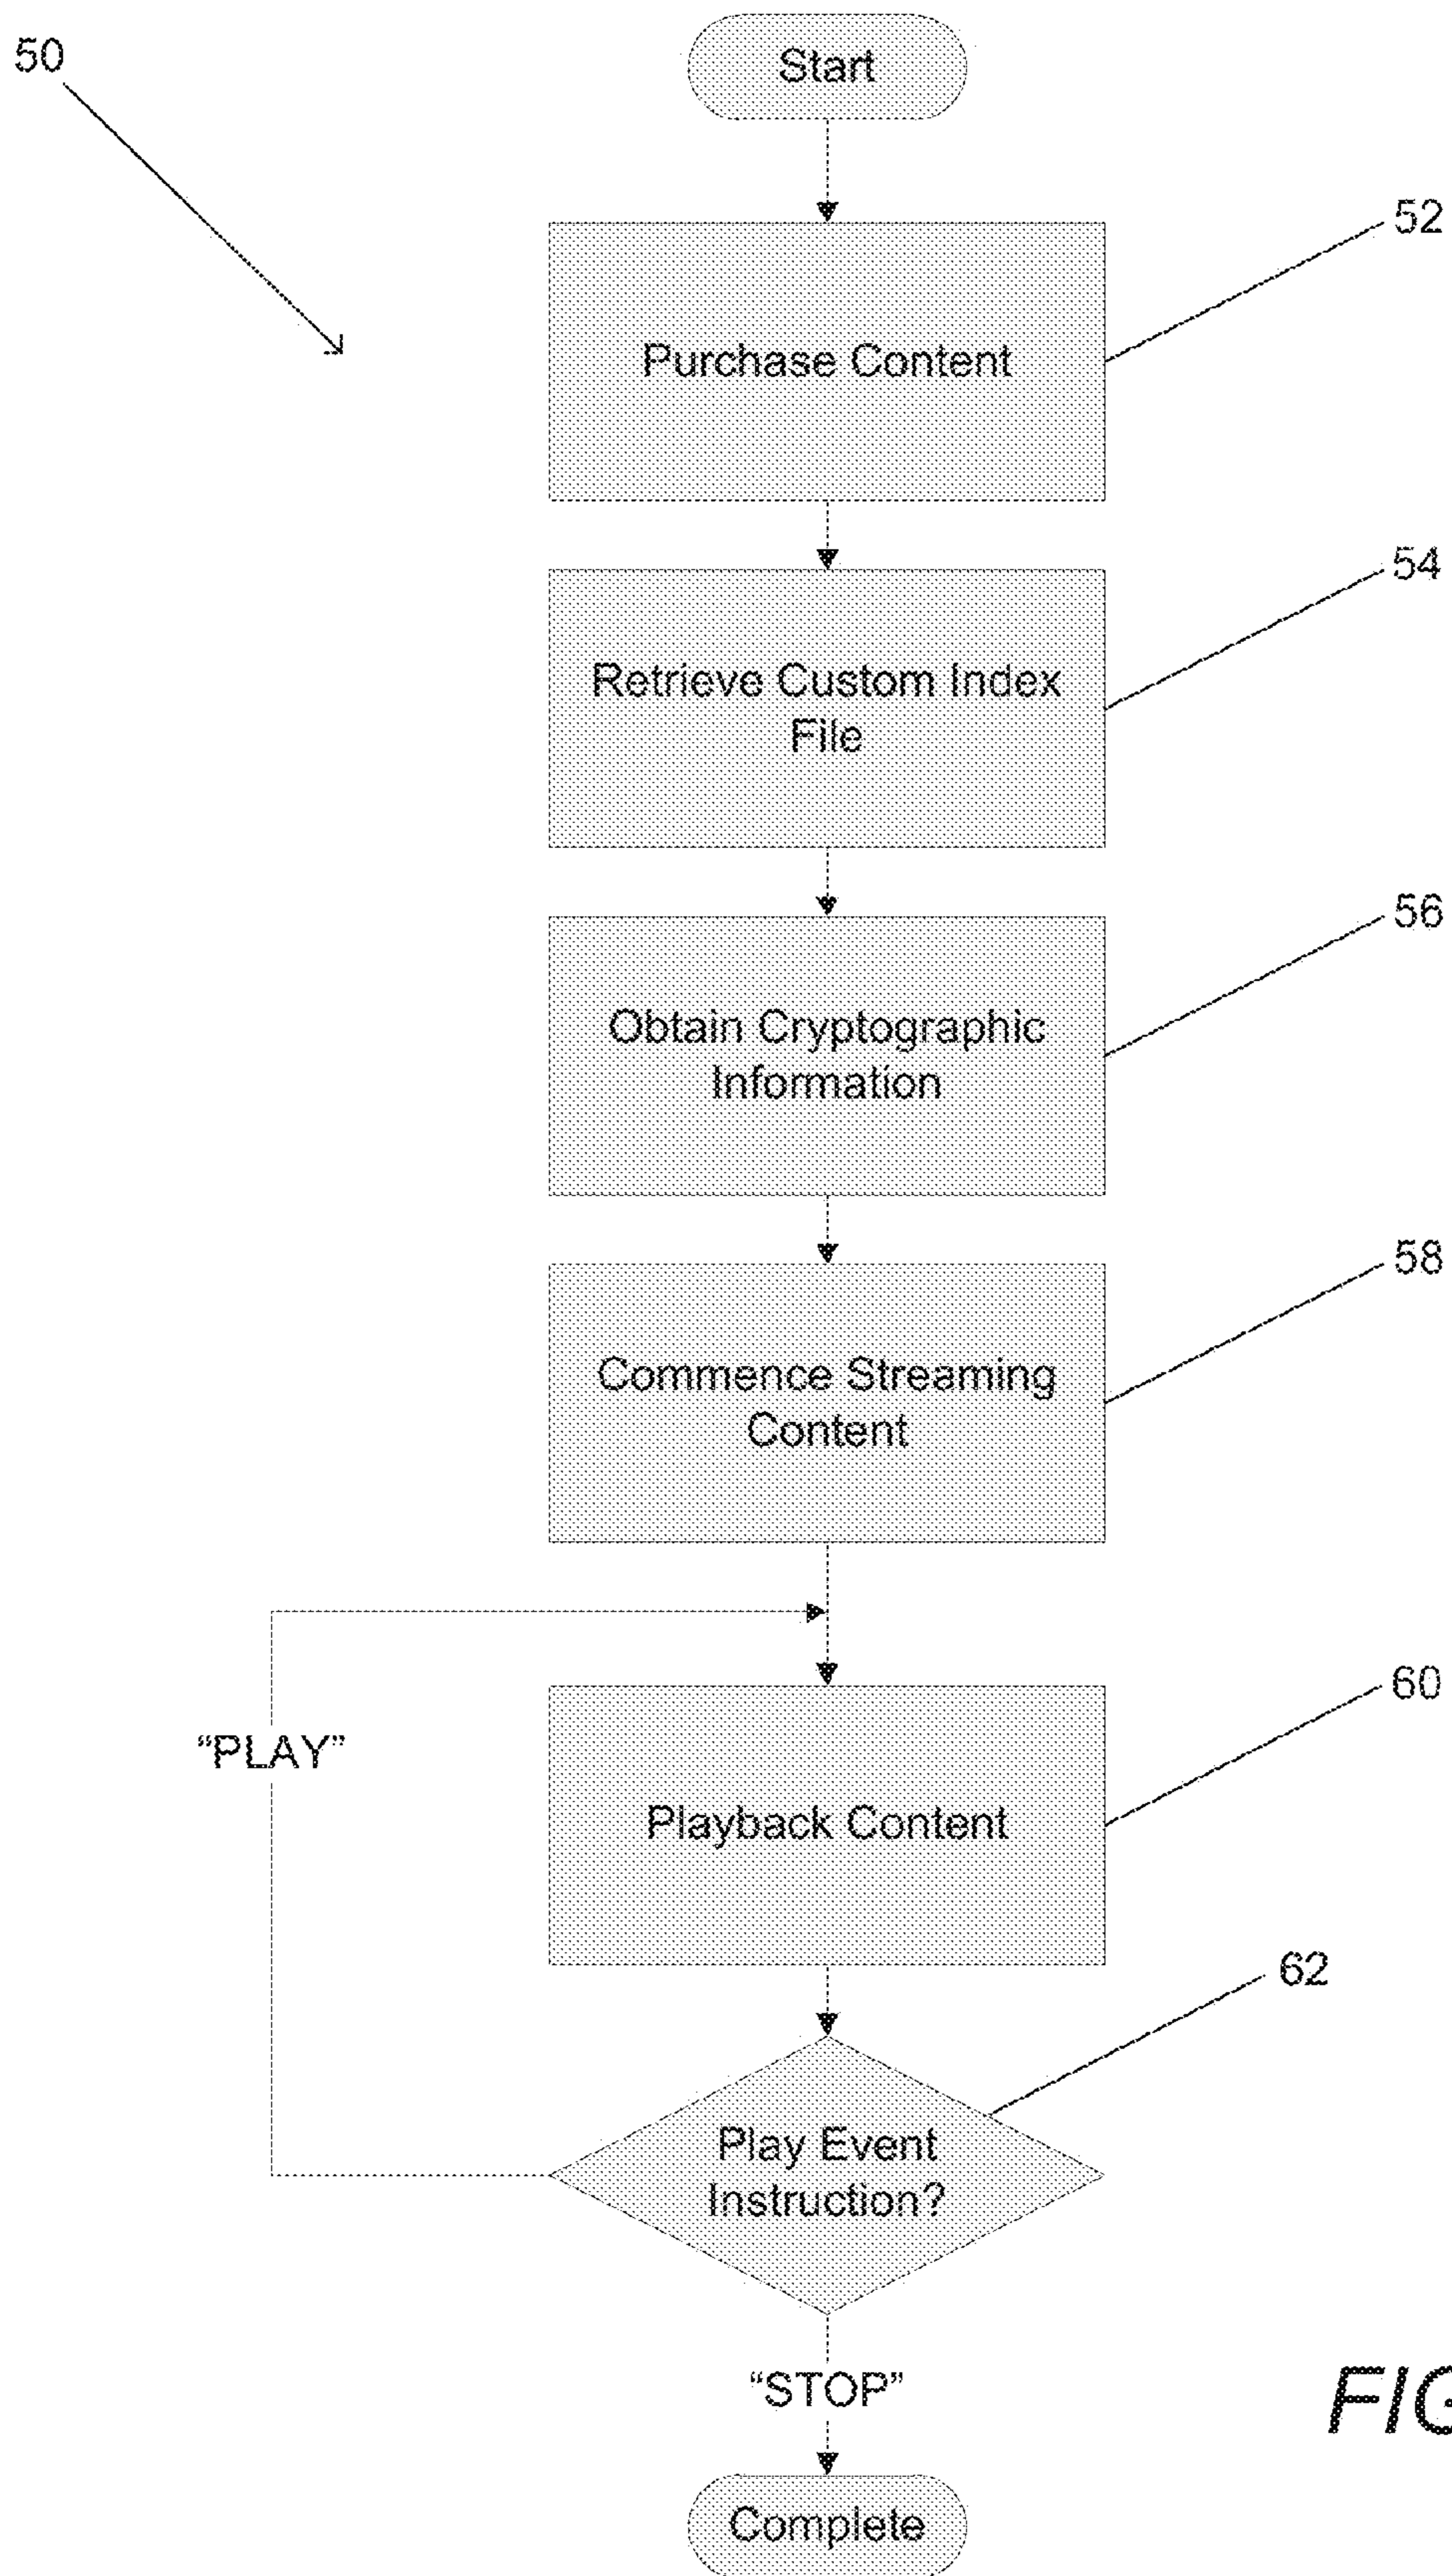 50
Start
52
Purchase Content
54
Retrieve Custom Index
File
56
Obtain Cryptographic
Information
58
Commence Streaming
Content
60
“PLAY”
Playback Content
62
Play Event
Instruction?
“STOP”
Complete